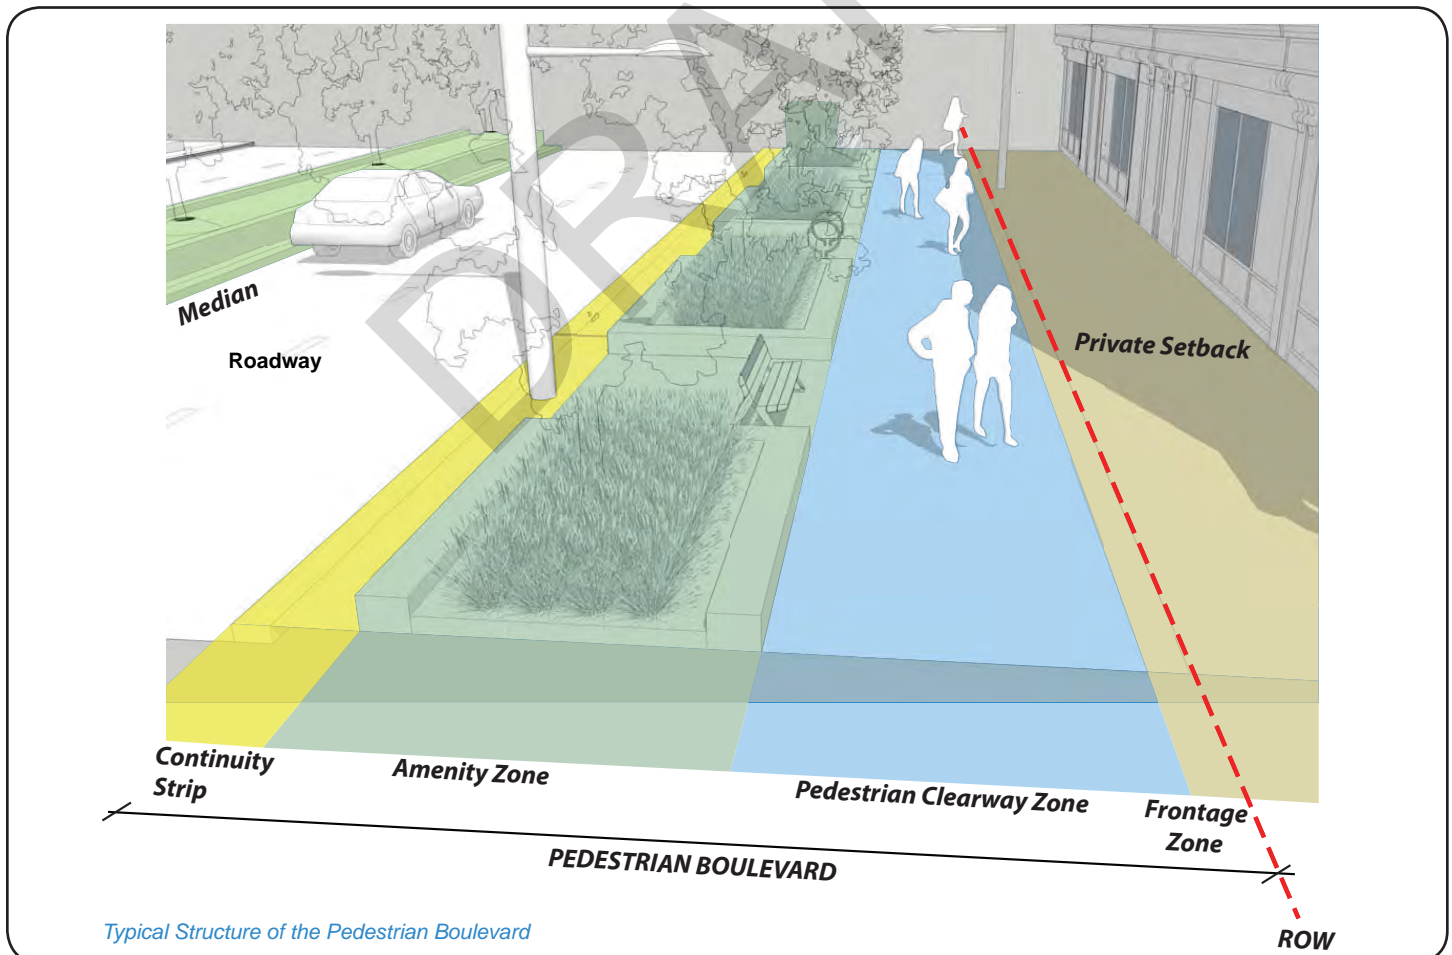 DRA
Median
Roadway
Private Setback
Continuity
Strip
Amenity Zone
Pedestrian Clearway Zone
Frontage
Zone
PEDESTRIAN BOULEVARD
Typical Structure of the Pedestrian Boulevard
ROW